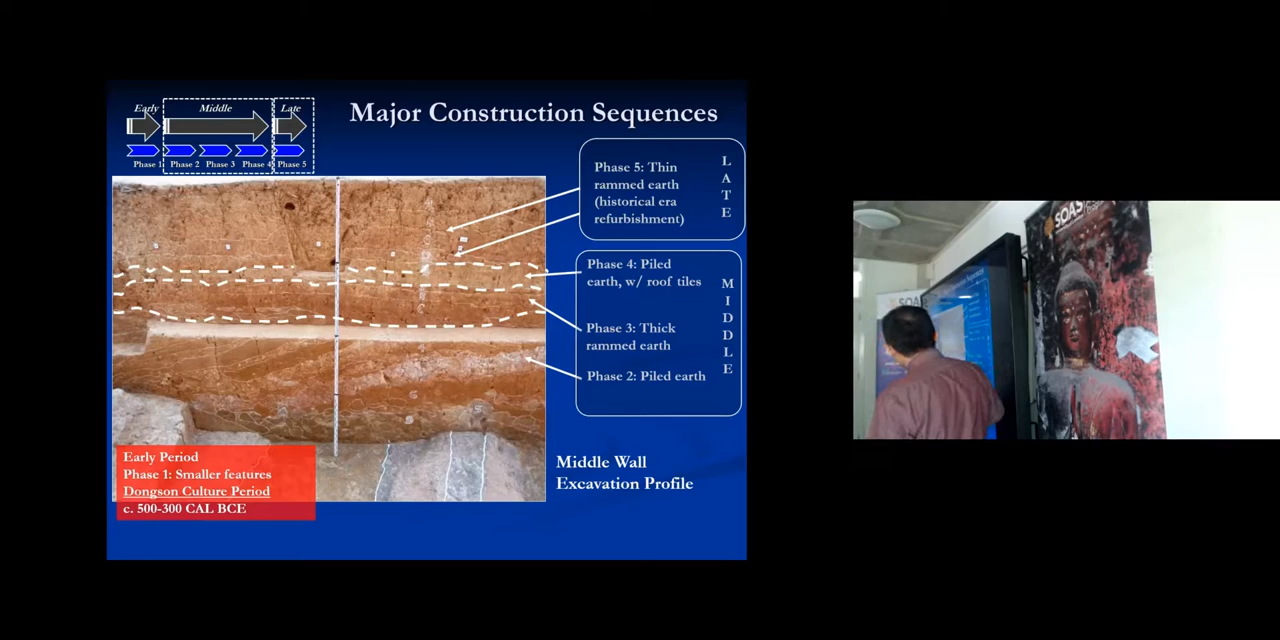 Early
Middle
Late
Phase 1
Phase 2
Phase 3
Phase 4
Phase 5
Major Construction Sequences
Phase 5: Thin
rammed earth
(historical era
refurbishment)
LATE
Phase 4: Piled
earth, w/ roof tiles
Phase 3: Thick
rammed earth
Phase 2: Piled earth
MIDDLE
Early Period
Phase 1: Smaller features
Dongson Culture Period
c. 500-300 CAL BCE
Middle Wall
Excavation Profile
SOAS
SOAS